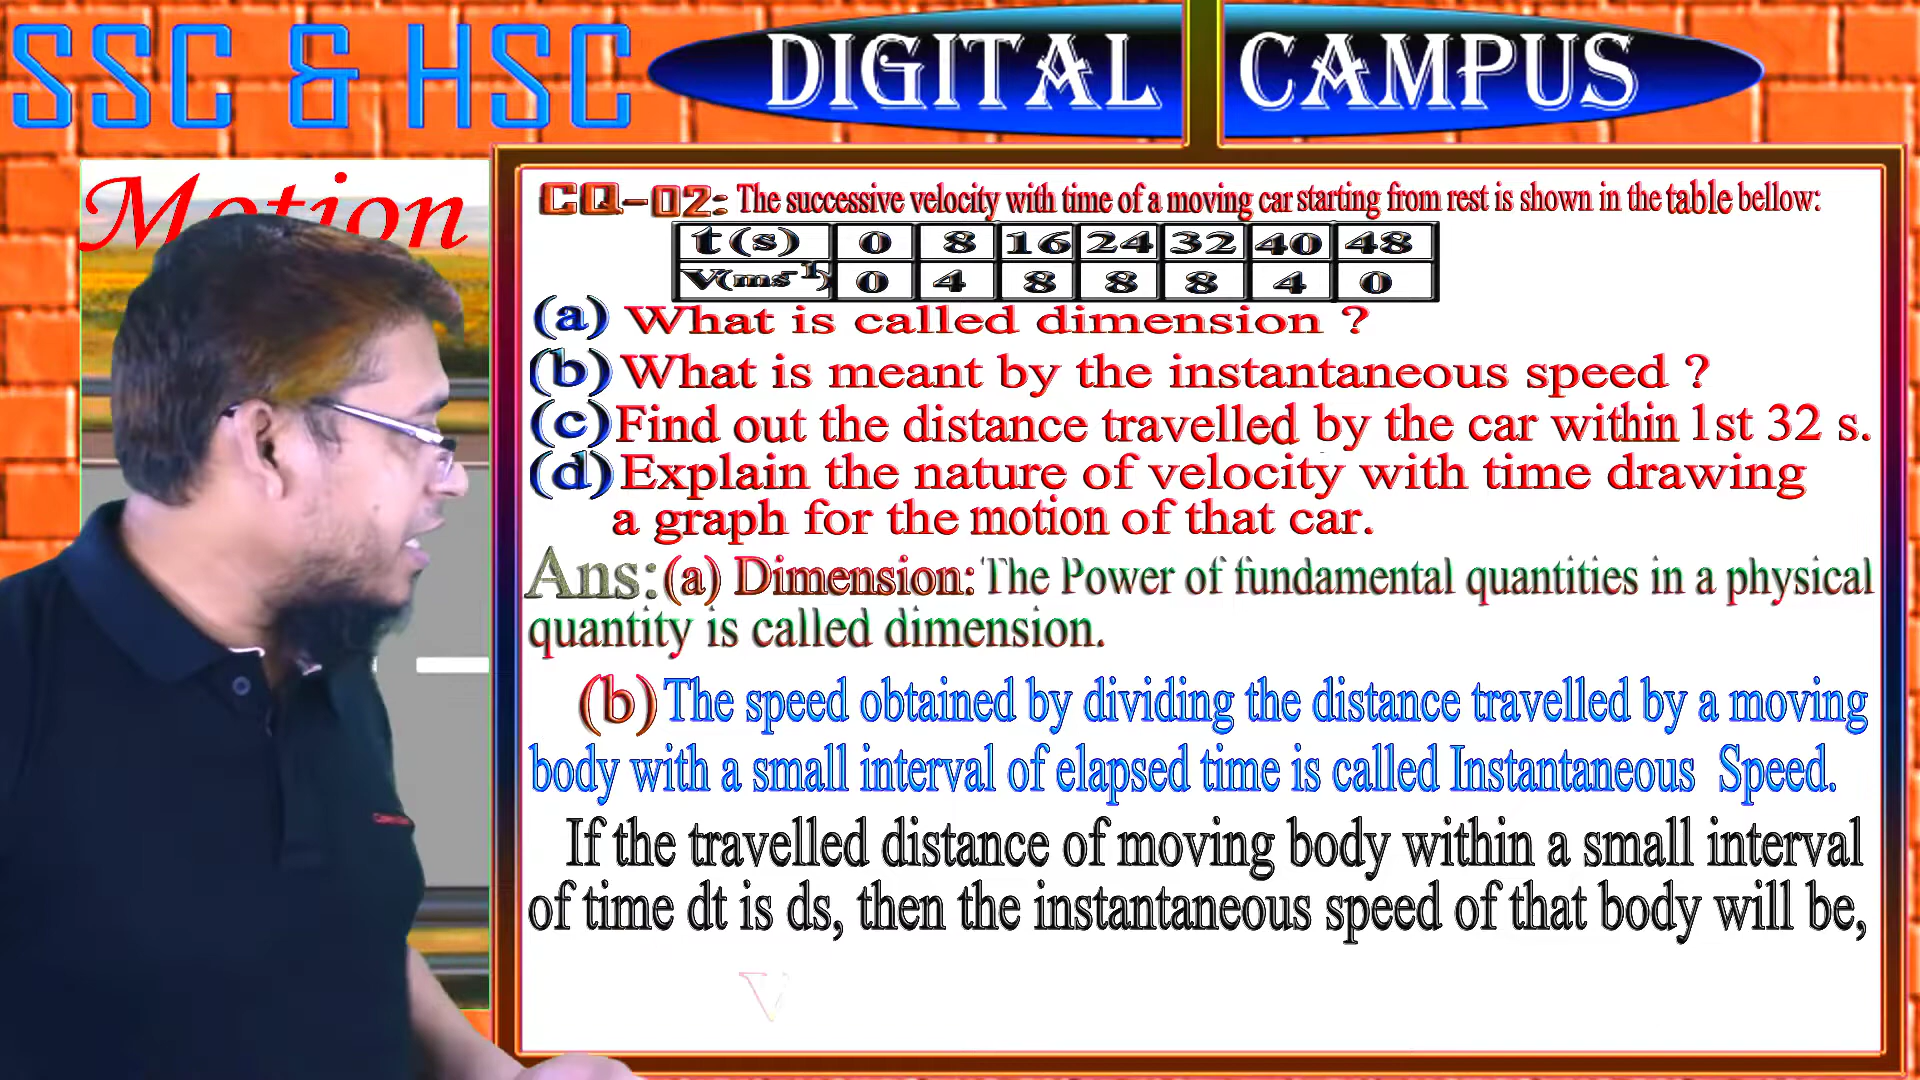 SSC & HSC DIGITAL CAMPUS
Motion
CQ-02: The successive velocity with time of a moving car starting from rest is shown in the table bellow:
t(s) 0 8 16 24 32 40 48
V(ms⁻¹) 0 4 8 8 8 4 0
(a) What is called dimension ?
(b) What is meant by the instantaneous speed ?
(c) Find out the distance travelled by the car within 1st 32 s.
(d) Explain the nature of velocity with time drawing
a graph for the motion of that car.
Ans: (a) Dimension: The Power of fundamental quantities in a physical
quantity is called dimension.
(b) The speed obtained by dividing the distance travelled by a moving
body with a small interval of elapsed time is called Instantaneous Speed.
If the travelled distance of moving body within a small interval
of time dt is ds, then the instantaneous speed of that body will be,
V